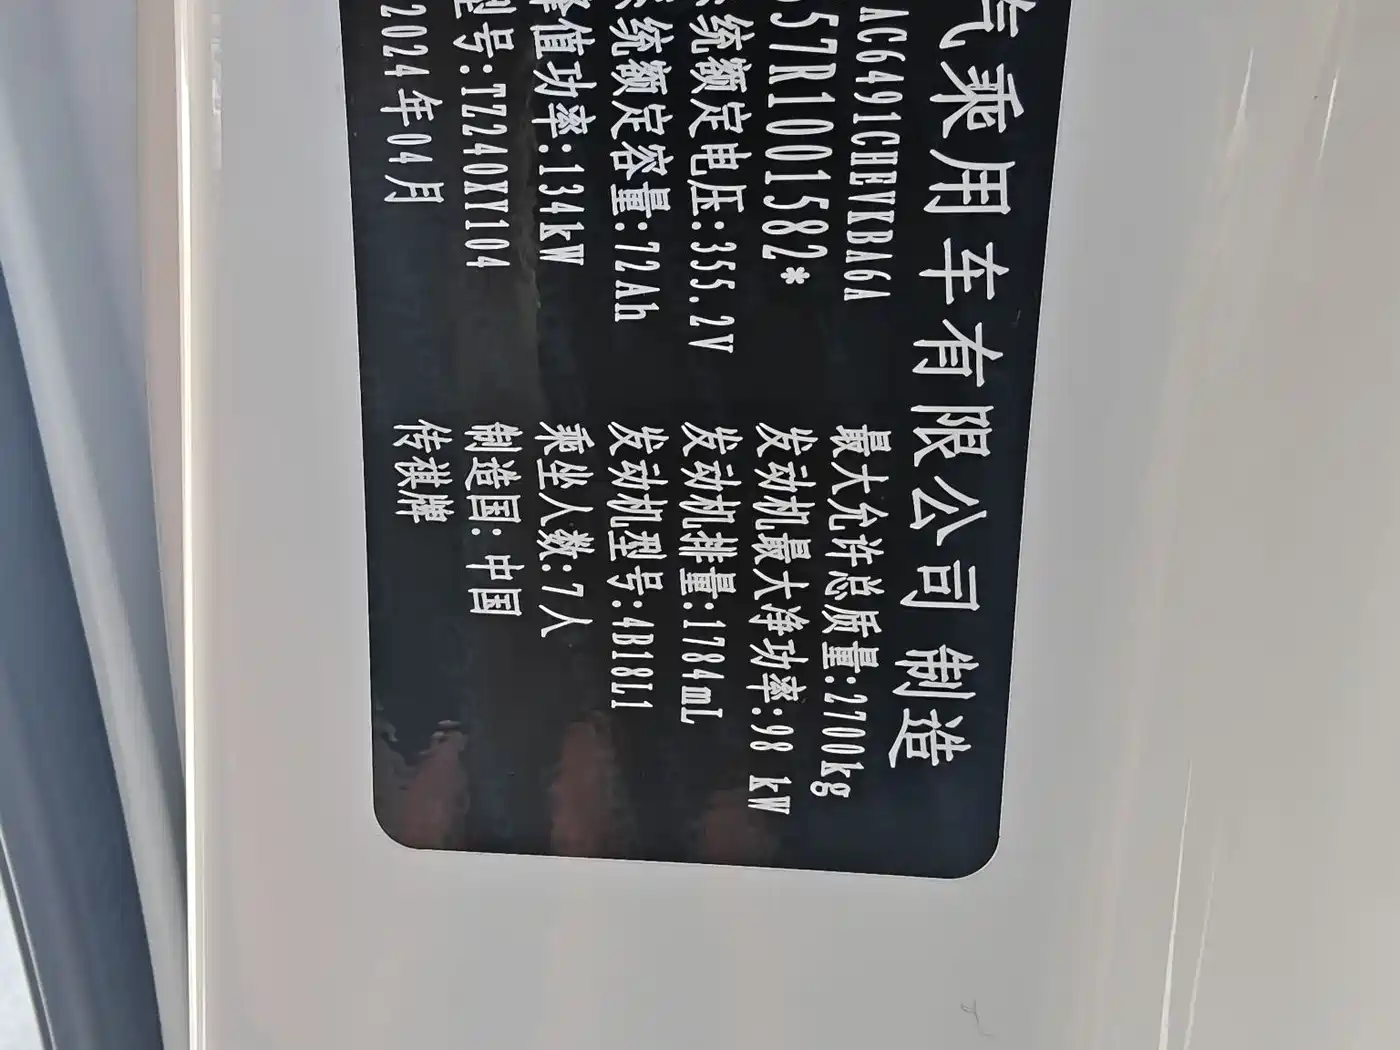 汽乘用车有限公司 制造
AC6491CHEVKBA6A
最大允许总质量:2700kg
57R1001582*
发动机最大净功率:98 kW
统额定电压:355.2V
发动机排量:1784mL
系统额定容量:72Ah
发动机型号:4B18L1
峰值功率:134kW
乘坐人数:7人
型号:TZ240XY104
制造国:中国
2024年04月
传祺牌